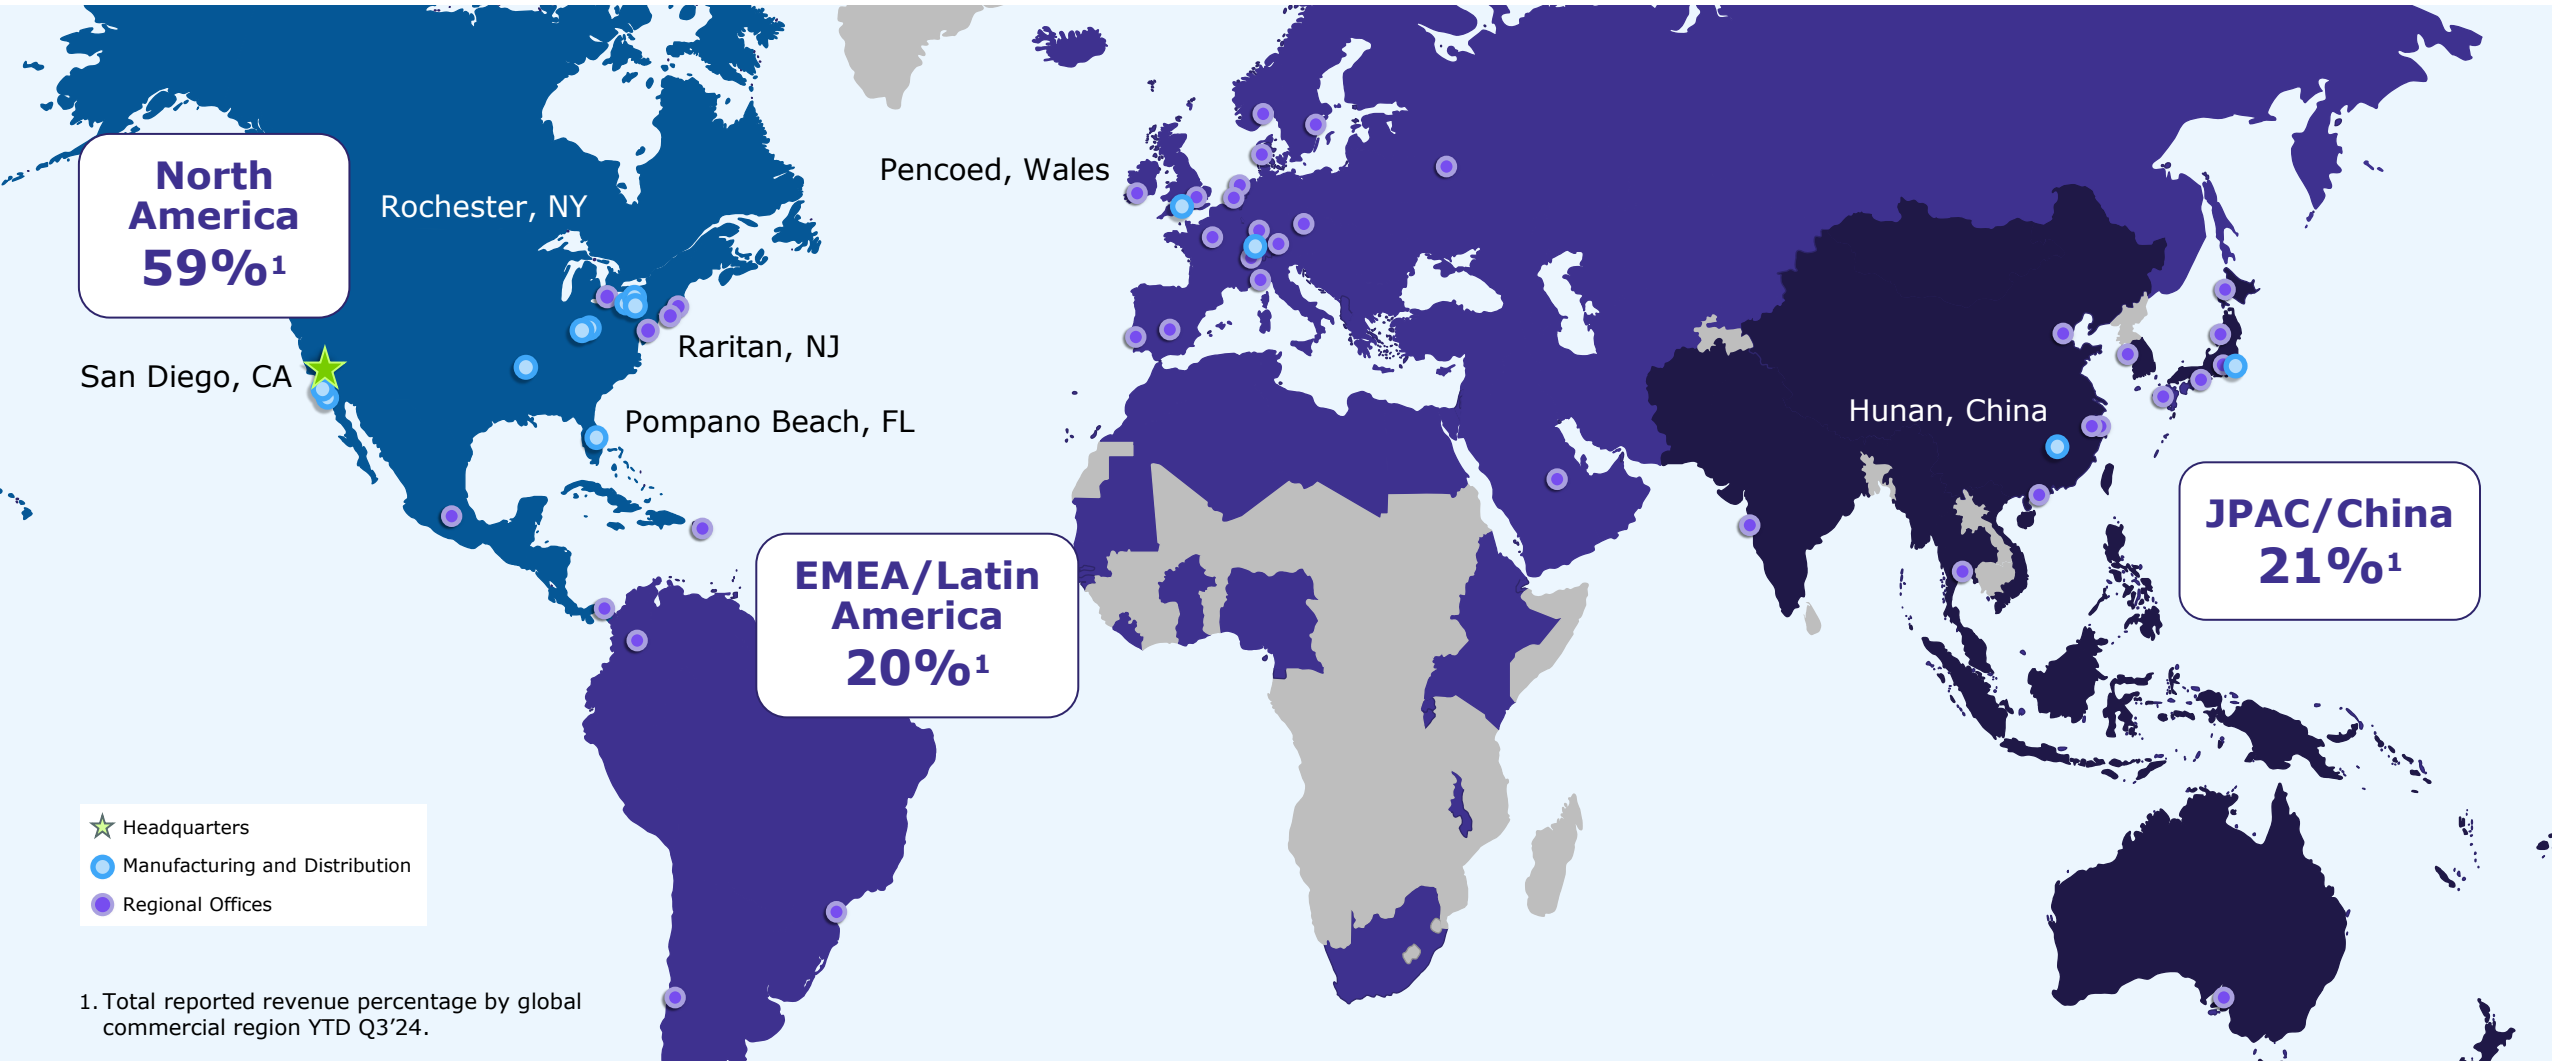 North
America
59%¹
Rochester, NY
San Diego, CA
Raritan, NJ
Pompano Beach, FL
Pencoed, Wales
EMEA/Latin
America
20%¹
Hunan, China
JPAC/China
21%¹
Headquarters
Manufacturing and Distribution
Regional Offices
1. Total reported revenue percentage by global
commercial region YTD Q3’24.